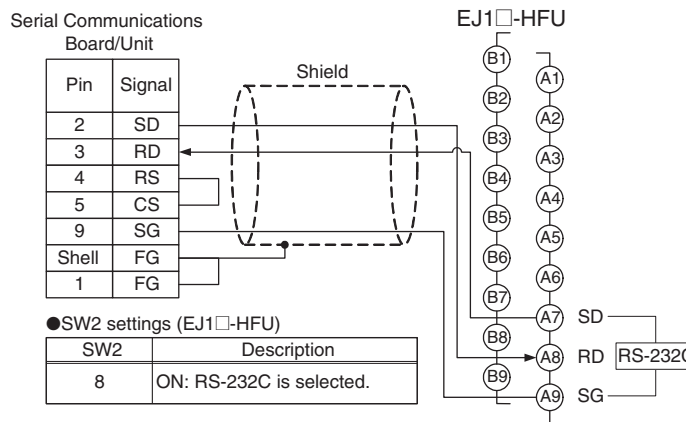 Serial Communications
Board/Unit
EJ1□-HFU
Pin Signal
2 SD
3 RD
4 RS
5 CS
9 SG
Shell FG
1 FG
Shield
B1
B2
B3
B4
B5
B6
B7
B8
B9
A1
A2
A3
A4
A5
A6
A7 SD
A8 RD
A9 SG
RS-232C
●SW2 settings (EJ1□-HFU)
SW2 Description
8 ON: RS-232C is selected.